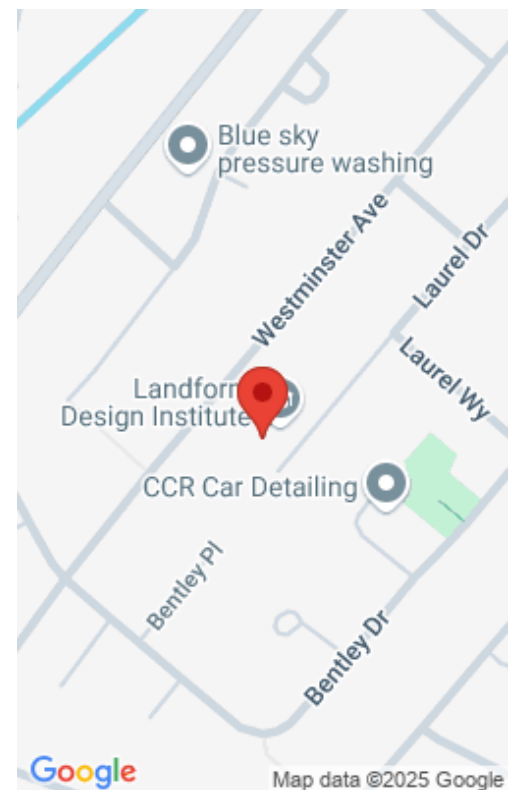 Blue sky
pressure washing
Westminster Ave
Laurel Dr
Laurel Wy
Landform
Design Institute
CCR Car Detailing
Bentley Pl
Bentley Dr
Google
Map data ©2025 Google